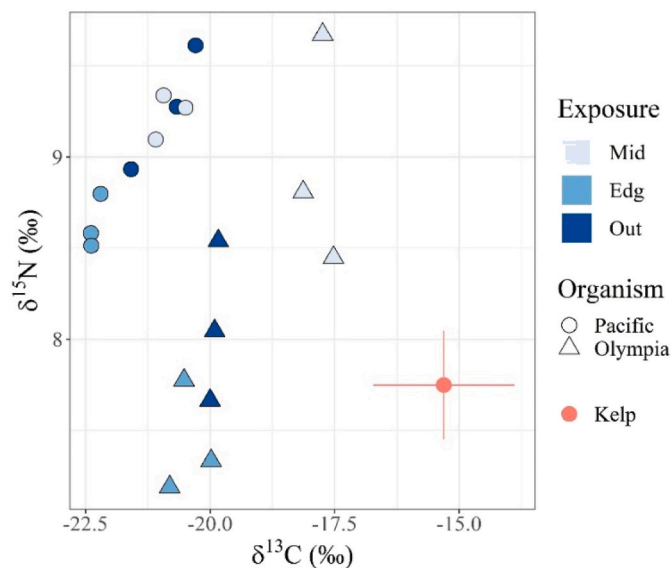 δ15N (‰)
9
8
-22.5 -20.0 -17.5 -15.0
δ13C (‰)
Exposure
Mid
Edg
Out
Organism
Pacific
Olympia
Kelp